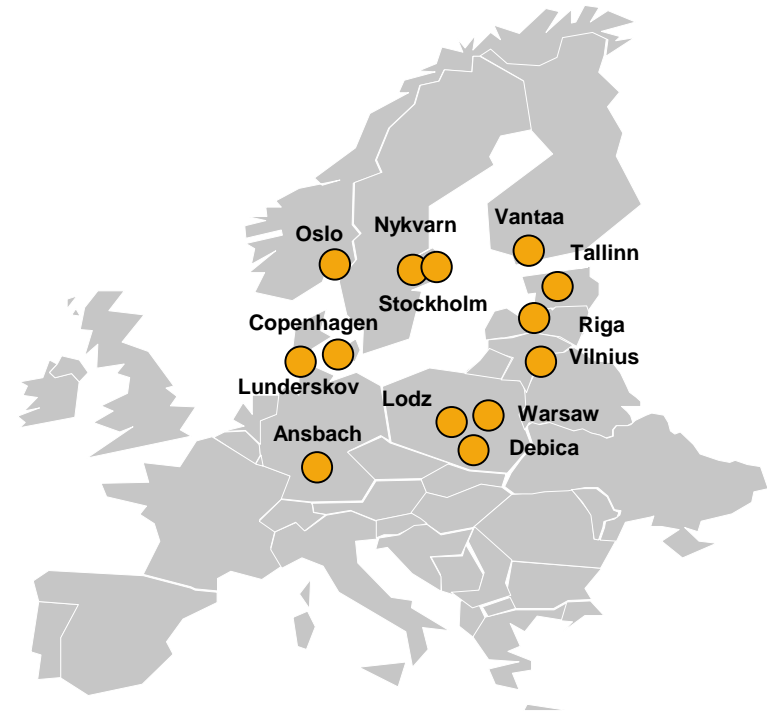 Vantaa
Nykvarn
Oslo
Tallinn
Stockholm
Copenhagen
Riga
Vilnius
Lunderskov
Lodz
Warsaw
Ansbach
Debica